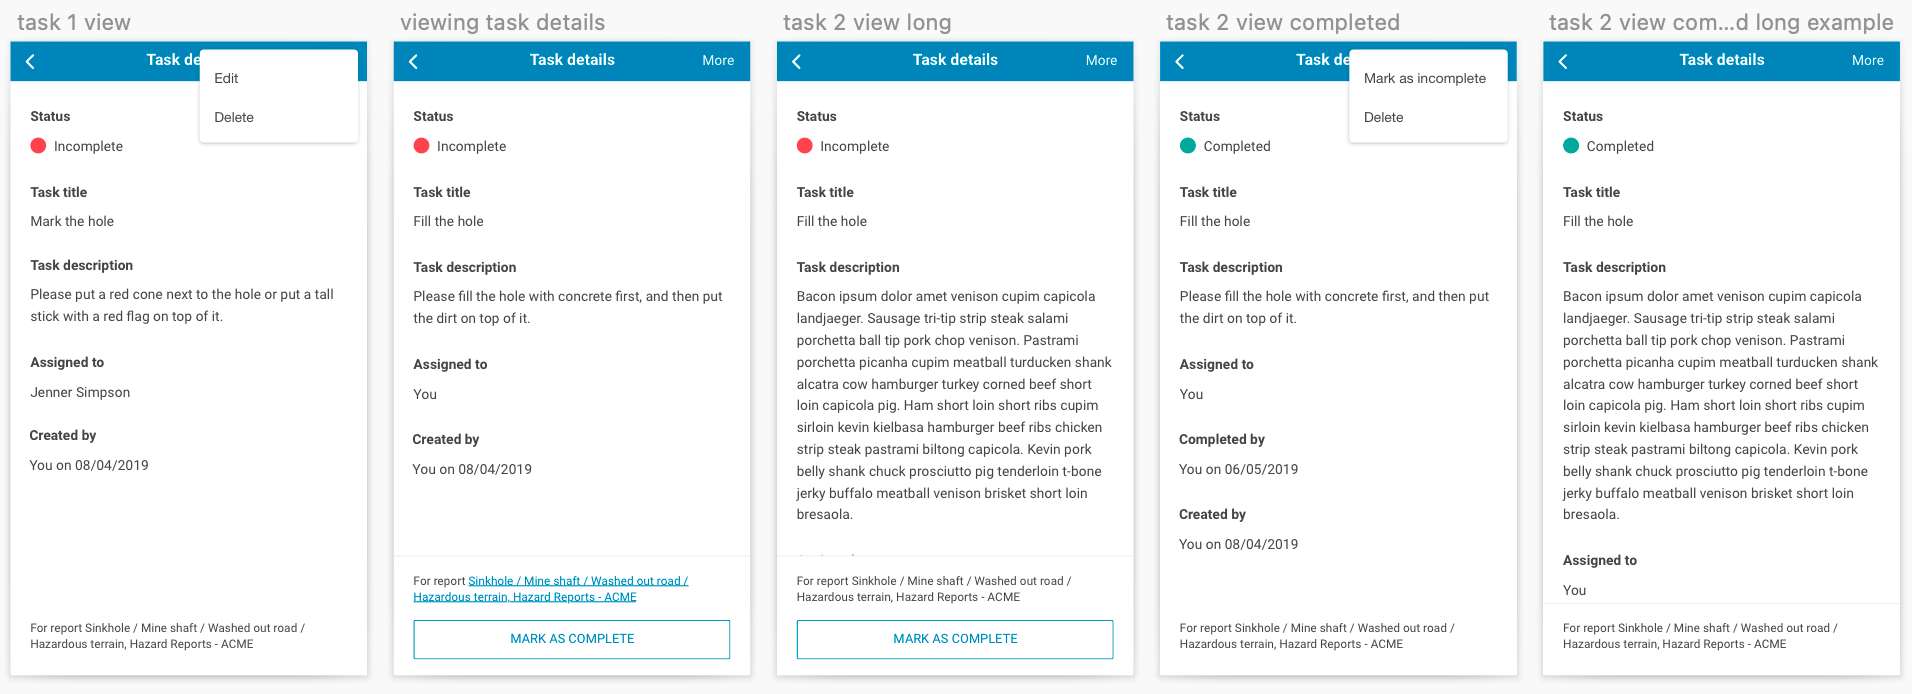 task 1 view
Task de
Edit
Delete
Status
Incomplete
Task title
Mark the hole
Task description
Please put a red cone next to the hole or put a tall
stick with a red flag on top of it.
Assigned to
Jenner Simpson
Created by
You on 08/04/2019
For report Sinkhole / Mine shaft / Washed out road /
Hazardous terrain, Hazard Reports - ACME
viewing task details
Task details
More
Status
Incomplete
Task title
Fill the hole
Task description
Please fill the hole with concrete first, and then put
the dirt on top of it.
Assigned to
You
Created by
You on 08/04/2019
For report Sinkhole / Mine shaft / Washed out road /
Hazardous terrain, Hazard Reports - ACME
MARK AS COMPLETE
task 2 view long
Task details
More
Status
Incomplete
Task title
Fill the hole
Task description
Bacon ipsum dolor amet venison cupim capicola
landjaeger. Sausage tri-tip strip steak salami
porchetta ball tip pork chop venison. Pastrami
porchetta picanha cupim meatball turducken shank
alcatra cow hamburger turkey corned beef short
loin capicola pig. Ham short loin short ribs cupim
sirloin kevin kielbasa hamburger beef ribs chicken
strip steak pastrami biltong capicola. Kevin pork
belly shank chuck prosciutto pig tenderloin t-bone
jerky buffalo meatball venison brisket short loin
bresaola.
For report Sinkhole / Mine shaft / Washed out road /
Hazardous terrain, Hazard Reports - ACME
MARK AS COMPLETE
task 2 view completed
Task de
Mark as incomplete
Delete
Status
Completed
Task title
Fill the hole
Task description
Please fill the hole with concrete first, and then put
the dirt on top of it.
Assigned to
You
Completed by
You on 06/05/2019
Created by
You on 08/04/2019
For report Sinkhole / Mine shaft / Washed out road /
Hazardous terrain, Hazard Reports - ACME
task 2 view com...d long example
Task details
More
Status
Completed
Task title
Fill the hole
Task description
Bacon ipsum dolor amet venison cupim capicola
landjaeger. Sausage tri-tip strip steak salami
porchetta ball tip pork chop venison. Pastrami
porchetta picanha cupim meatball turducken shank
alcatra cow hamburger turkey corned beef short
loin capicola pig. Ham short loin short ribs cupim
sirloin kevin kielbasa hamburger beef ribs chicken
strip steak pastrami biltong capicola. Kevin pork
belly shank chuck prosciutto pig tenderloin t-bone
jerky buffalo meatball venison brisket short loin
bresaola.
Assigned to
You
For report Sinkhole / Mine shaft / Washed out road /
Hazardous terrain, Hazard Reports - ACME